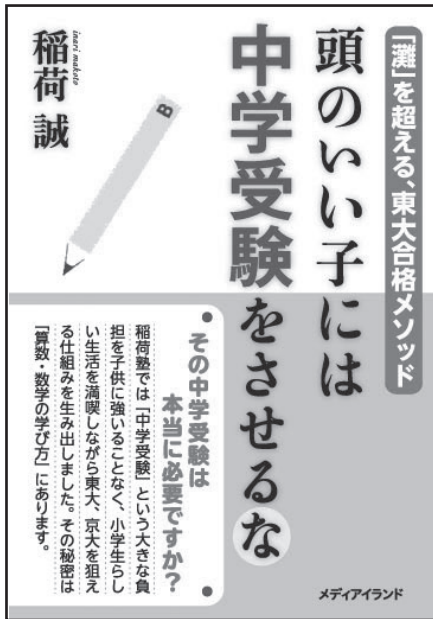 「灘」を超える、東大合格メソッド
頭のいい子には
中学受験をさせるな
inari makoto
稲荷 誠
B
その中学受験は
本当に必要ですか?
稲荷塾では「中学受験」という大きな負
担を子供に強いることなく、小学生らし
い生活を満喫しながら東大、京大を狙え
る仕組みを生み出しました。その秘密は
「算数・数学の学び方」にあります。
メディアイランド